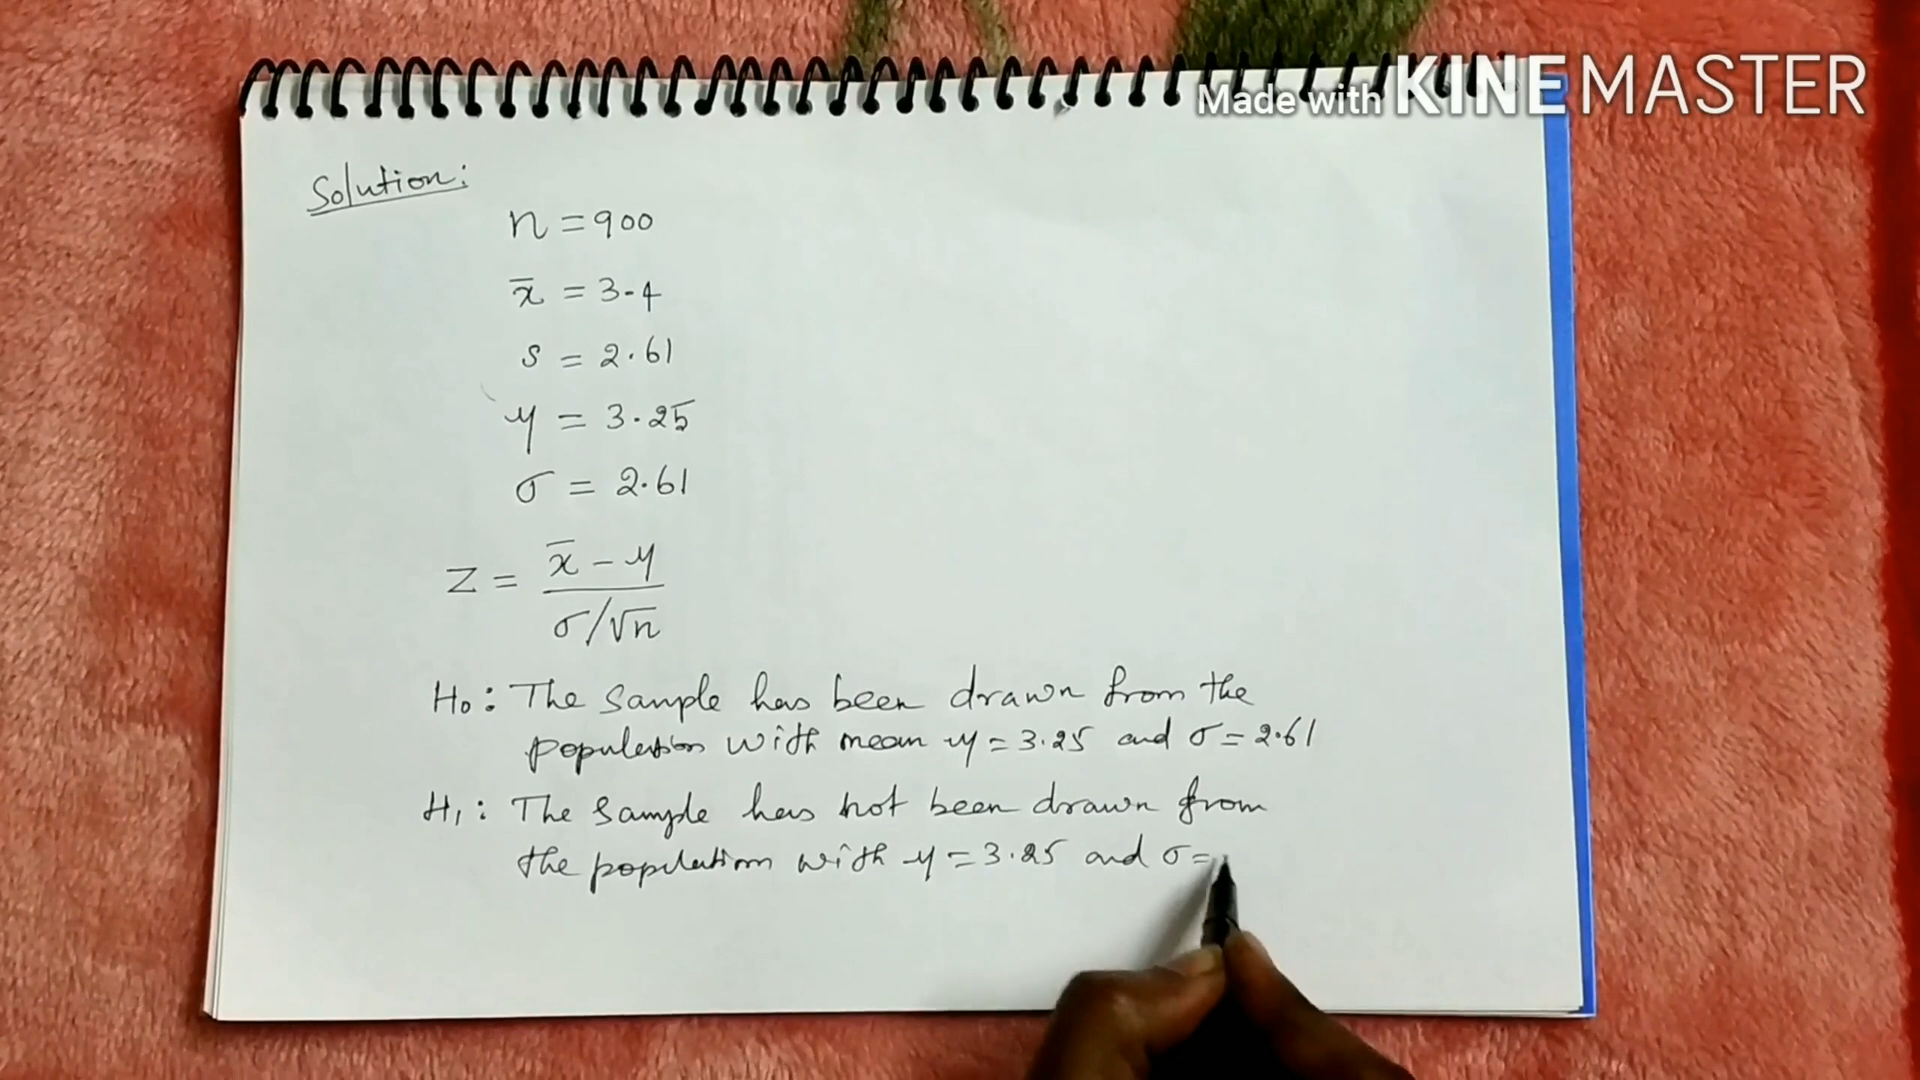 Made with KINEMASTER
Solution:
n = 900
x̄ = 3.4
s = 2.61
μ = 3.25
σ = 2.61
Z = (x̄ - μ) / (σ/√n)
H₀ : The sample has been drawn from the
population with mean μ = 3.25 and σ = 2.61
H₁ : The sample has not been drawn from
the population with μ = 3.25 and σ =